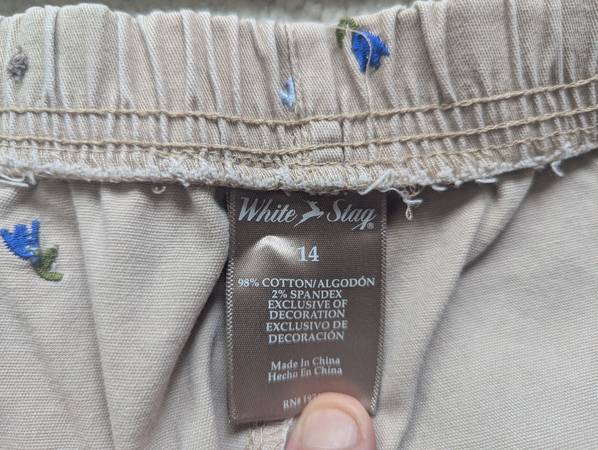 White Stag®
14
98% COTTON/ALGODÓN
2% SPANDEX
EXCLUSIVE OF
DECORATION
EXCLUSIVO DE
DECORACIÓN
Made in China
Hecho En China
RN#